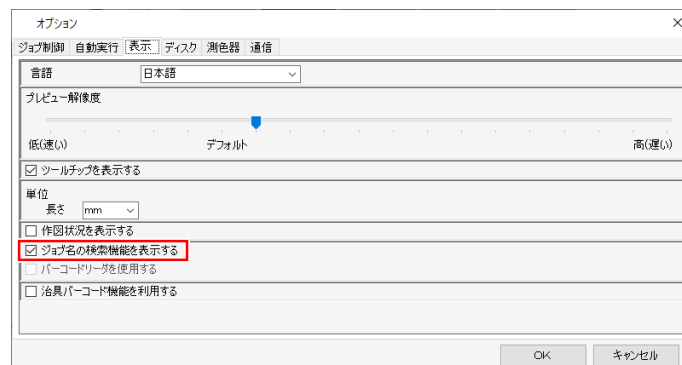 オプション
ジョブ制御 自動実行 表示 ディスク 測色器 通信
言語 日本語
プレビュー解像度
低(速い) デフォルト 高(遅い)
ツールチップを表示する
単位
長さ mm
作図状況を表示する
ジョブ名の検索機能を表示する
バーコードリーダを使用する
治具バーコード機能を利用する
OK キャンセル